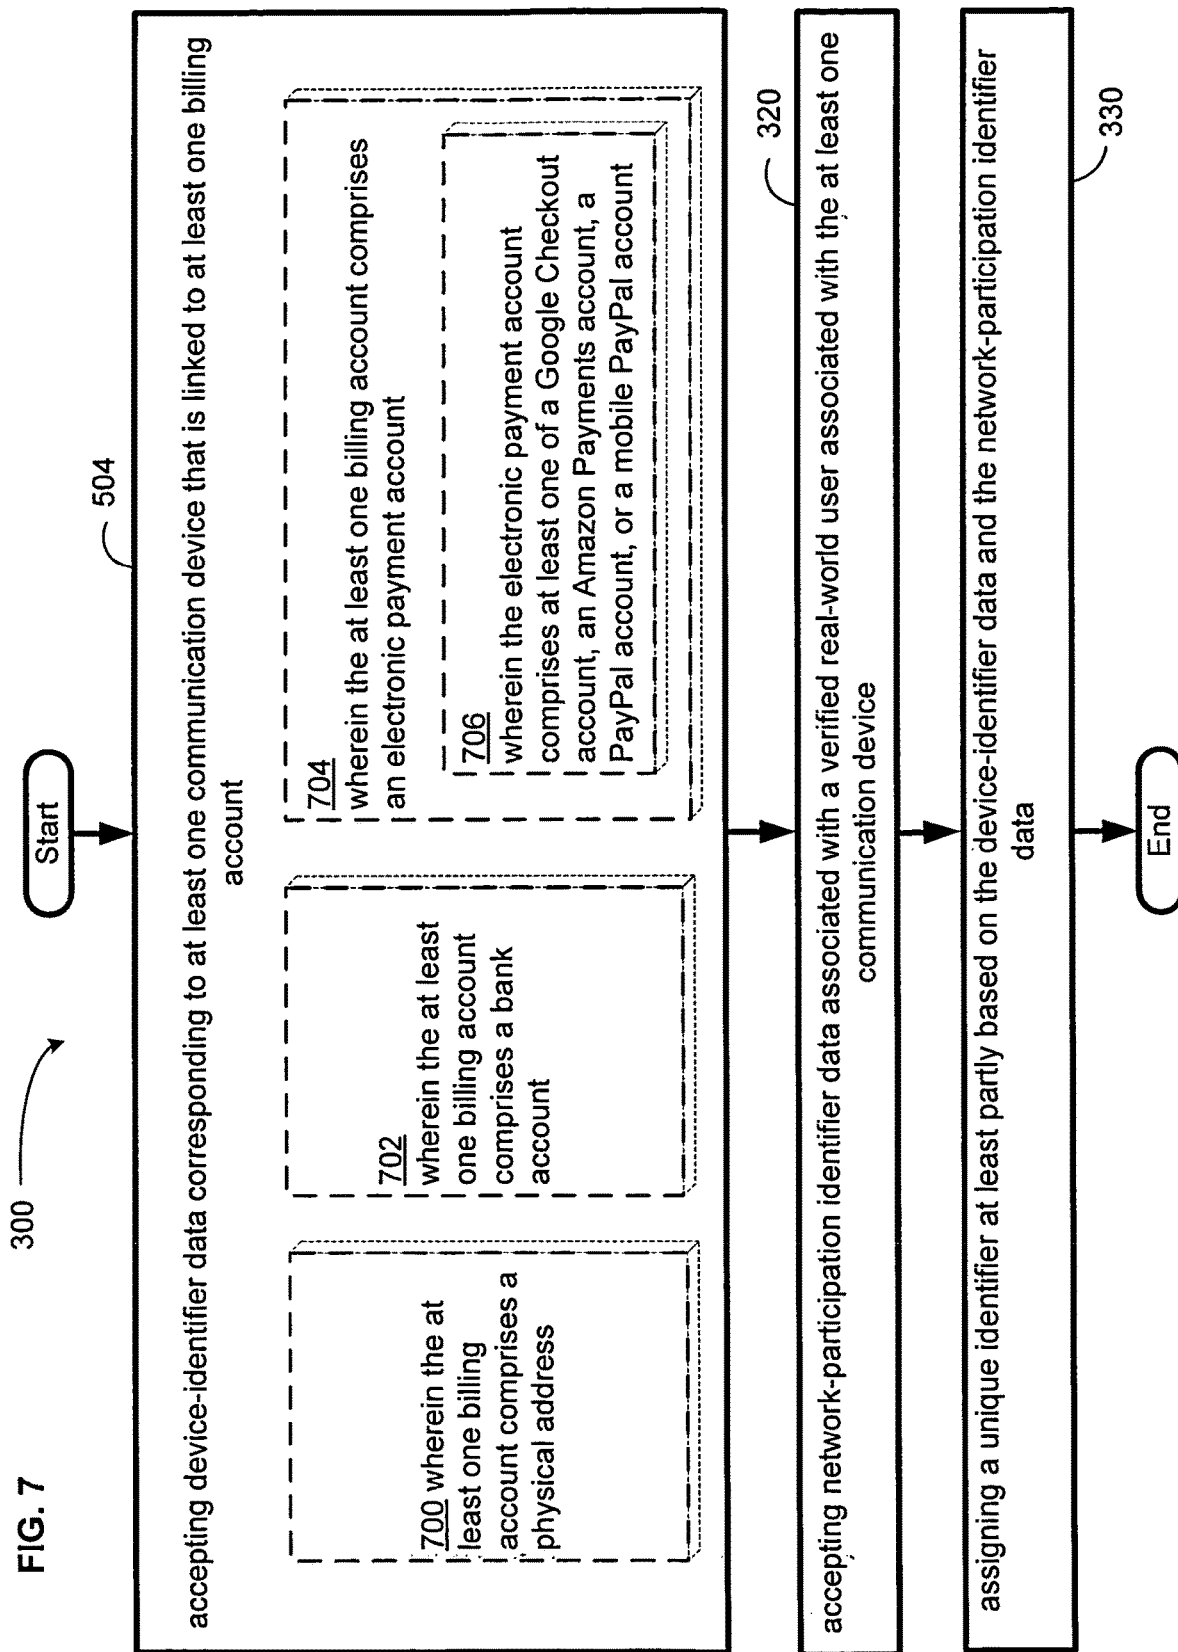 FIG. 7
300
Start
504
accepting device-identifier data corresponding to at least one communication device that is linked to at least one billing
account
700 wherein the at
least one billing
account comprises a
physical address
702
wherein the at least
one billing account
comprises a bank
account
704
wherein the at least one billing account comprises
an electronic payment account
706
wherein the electronic payment account
comprises at least one of a Google Checkout
account, an Amazon Payments account, a
PayPal account, or a mobile PayPal account
320
accepting network-participation identifier data associated with a verified real-world user associated with the at least one
communication device
330
assigning a unique identifier at least partly based on the device-identifier data and the network-participation identifier
data
End